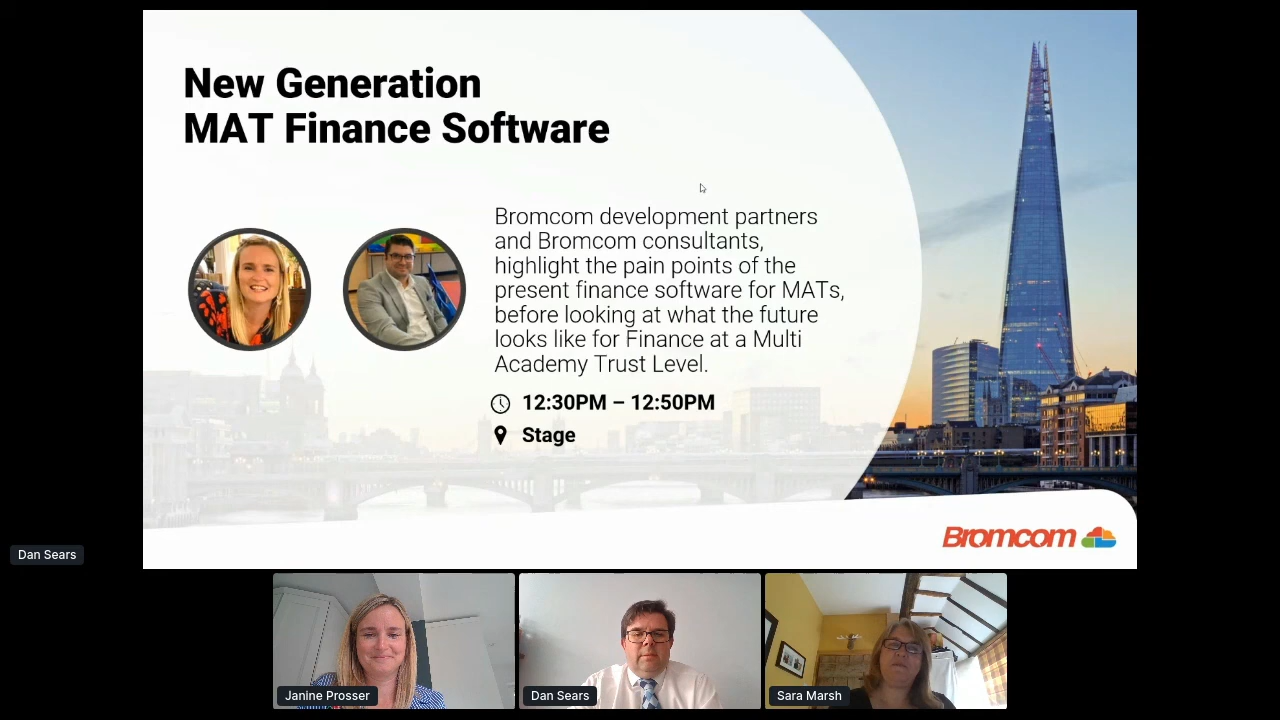 New Generation
MAT Finance Software
Bromcom development partners
and Bromcom consultants,
highlight the pain points of the
present finance software for MATs,
before looking at what the future
looks like for Finance at a Multi
Academy Trust Level.
12:30PM – 12:50PM
Stage
Bromcom
Dan Sears
Janine Prosser
Dan Sears
Sara Marsh